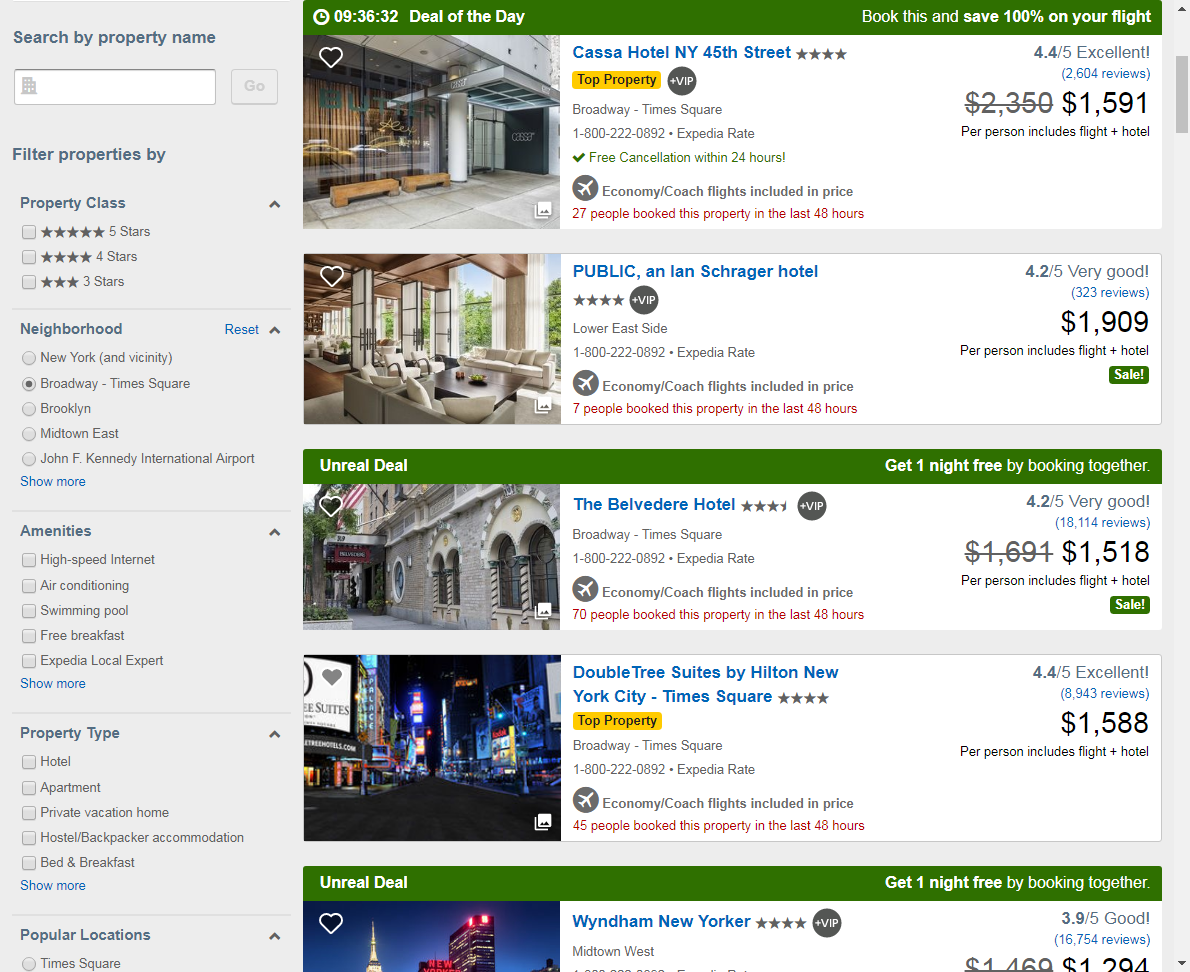 Search by property name
Go
Filter properties by
Property Class
5 Stars
4 Stars
3 Stars
Neighborhood Reset
New York (and vicinity)
Broadway - Times Square
Brooklyn
Midtown East
John F. Kennedy International Airport
Show more
Amenities
High-speed Internet
Air conditioning
Swimming pool
Free breakfast
Expedia Local Expert
Show more
Property Type
Hotel
Apartment
Private vacation home
Hostel/Backpacker accommodation
Bed & Breakfast
Show more
Popular Locations
Times Square
09:36:32 Deal of the Day Book this and save 100% on your flight
Cassa Hotel NY 45th Street
4.4/5 Excellent!
Top Property +VIP
(2,604 reviews)
$2,350 $1,591
Broadway - Times Square
1-800-222-0892 • Expedia Rate
Per person includes flight + hotel
Free Cancellation within 24 hours!
Economy/Coach flights included in price
27 people booked this property in the last 48 hours
PUBLIC, an Ian Schrager hotel
4.2/5 Very good!
+VIP
(323 reviews)
$1,909
Lower East Side
1-800-222-0892 • Expedia Rate
Per person includes flight + hotel
Sale!
Economy/Coach flights included in price
7 people booked this property in the last 48 hours
Unreal Deal Get 1 night free by booking together.
The Belvedere Hotel +VIP
4.2/5 Very good!
(18,114 reviews)
Broadway - Times Square
$1,691 $1,518
1-800-222-0892 • Expedia Rate
Per person includes flight + hotel
Economy/Coach flights included in price
Sale!
70 people booked this property in the last 48 hours
BELVEDERE
DoubleTree Suites by Hilton New
York City - Times Square
4.4/5 Excellent!
(8,943 reviews)
Top Property
$1,588
Broadway - Times Square
Per person includes flight + hotel
1-800-222-0892 • Expedia Rate
Economy/Coach flights included in price
45 people booked this property in the last 48 hours
EE SUITES
PALACE
Kodak
ETREEHOTELS.COM
Unreal Deal Get 1 night free by booking together.
Wyndham New Yorker +VIP
3.9/5 Good!
(16,754 reviews)
Midtown West
$1,469 $1,294
NEW